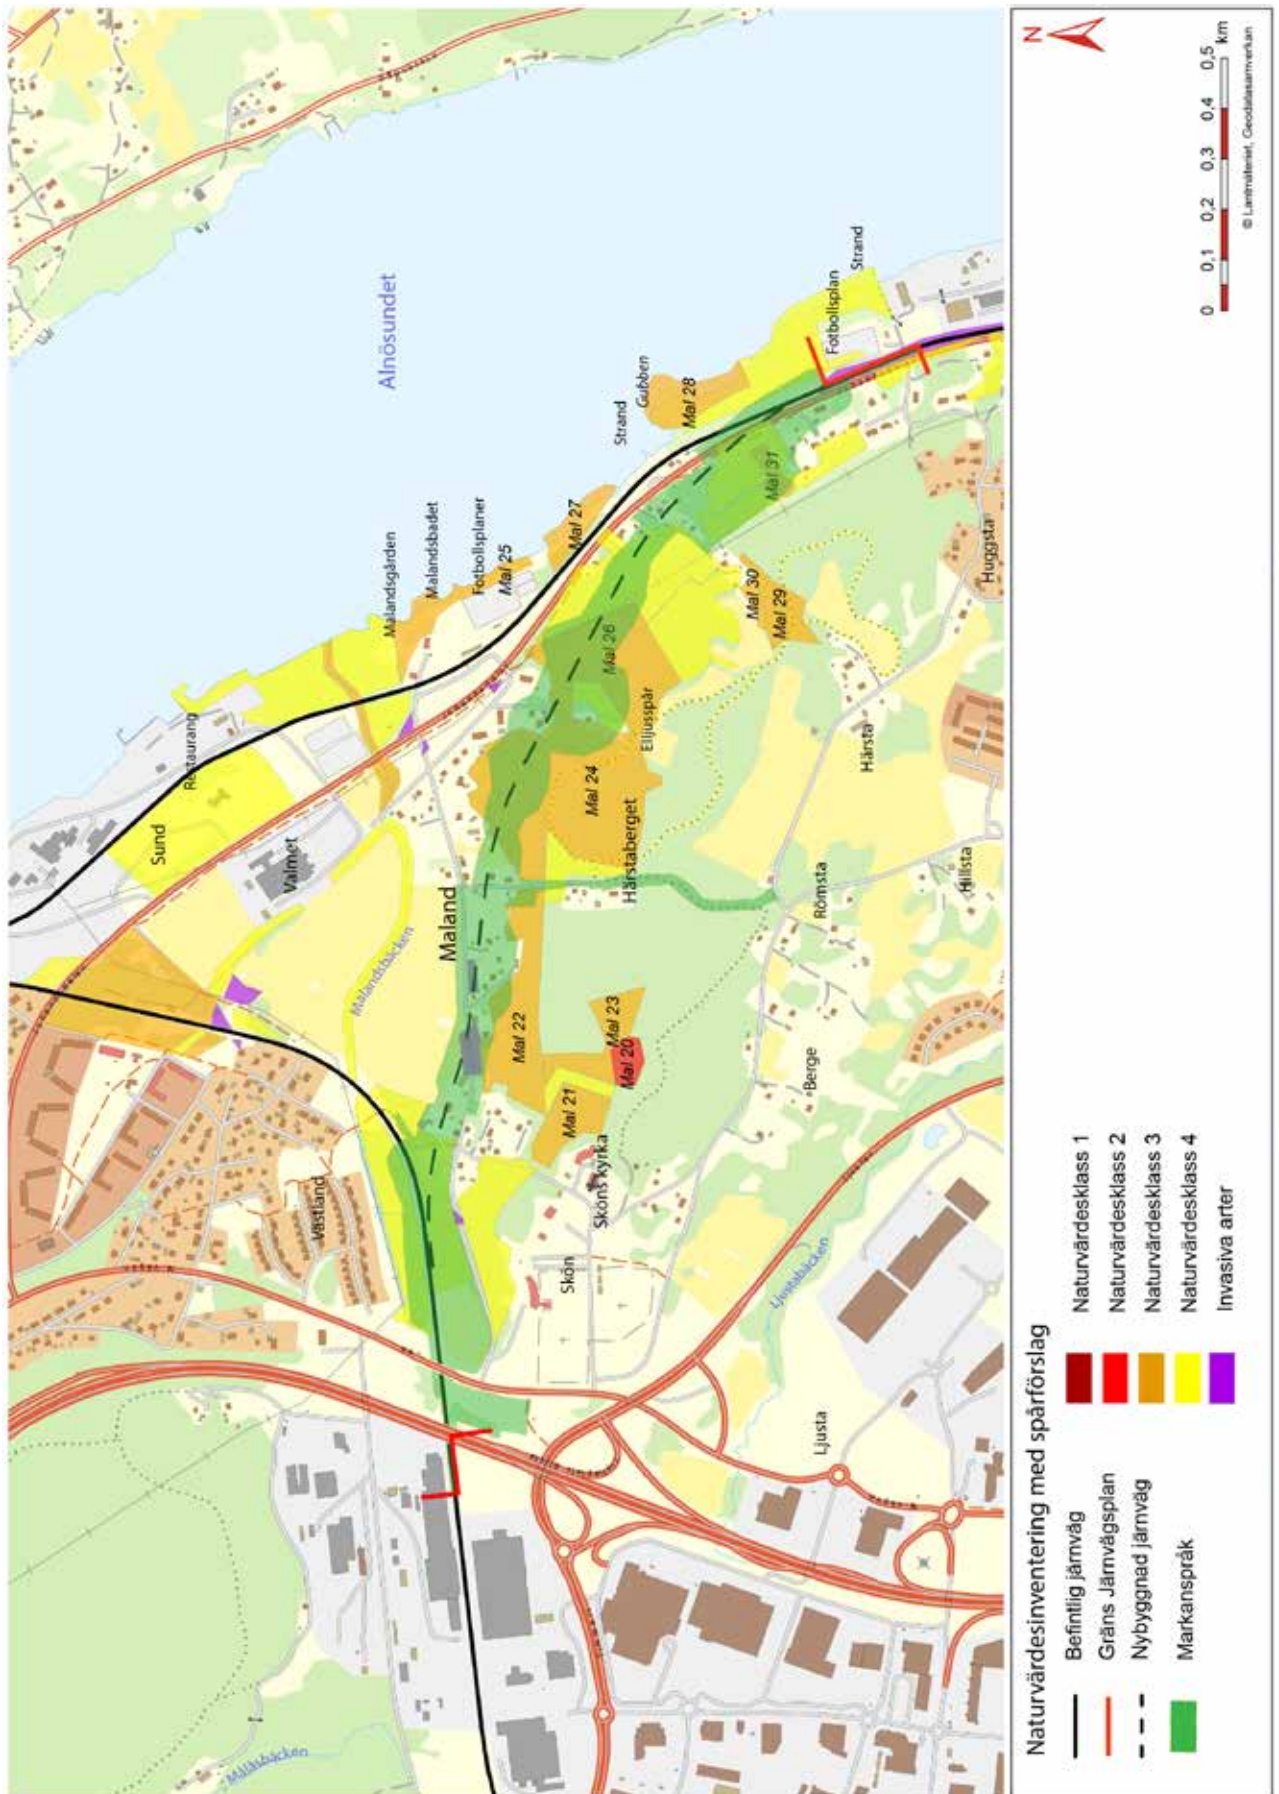 Alnösundet
Sund
Restaurang
Malandsgården
Malandsbadet
Fotbollsplaner
Mal 25
Mal 27
Strand
Gubben
Mal 28
Fotbollsplan
Strand
Valmet
Malandsbäcken
Maland
Mal 22
Mal 24
Mal 26
Elljusspår
Mal 31
Mal 30
Mal 29
Härstaberget
Mal 23
Mal 20
Mal 21
Västland
Sköns kyrka
Skön
Berge
Römsta
Härsta
Huggsta
Hillsta
Ljustabäcken
Ljusta
Målåsbäcken
Naturvärdesinventering med spårförslag
Befintlig järnväg
Gräns Järnvägsplan
Nybyggnad järnväg
Markanspråk
Naturvärdesklass 1
Naturvärdesklass 2
Naturvärdesklass 3
Naturvärdesklass 4
Invasiva arter
N
0 0,1 0,2 0,3 0,4 0,5
km
© Lantmäteriet, Geodatasamverkan